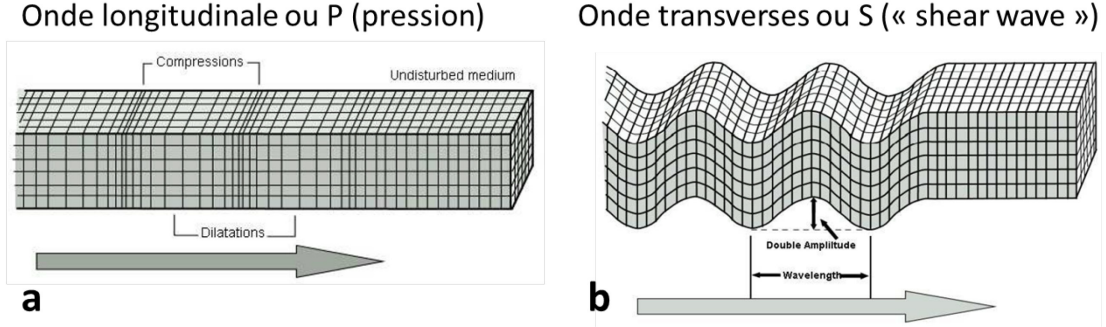 Onde longitudinale ou P (pression)
Compressions
Undisturbed medium
Dilatations
a
Onde transverses ou S (« shear wave »)
Double Amplitude
Wavelength
b